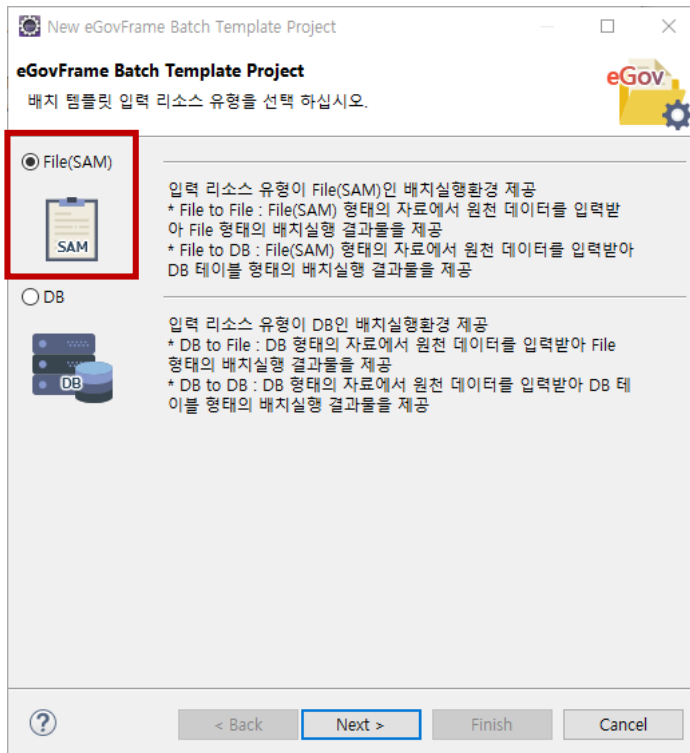 New eGovFrame Batch Template Project
eGovFrame Batch Template Project
배치 템플릿 입력 리소스 유형을 선택 하십시오.
eGov
File(SAM)
SAM
입력 리소스 유형이 File(SAM)인 배치실행환경 제공
* File to File : File(SAM) 형태의 자료에서 원천 데이터를 입력받
아 File 형태의 배치실행 결과물을 제공
* File to DB : File(SAM) 형태의 자료에서 원천 데이터를 입력받아
DB 테이블 형태의 배치실행 결과물을 제공
DB
DB
입력 리소스 유형이 DB인 배치실행환경 제공
* DB to File : DB 형태의 자료에서 원천 데이터를 입력받아 File
형태의 배치실행 결과물을 제공
* DB to DB : DB 형태의 자료에서 원천 데이터를 입력받아 DB 테
이블 형태의 배치실행 결과물을 제공
?
< Back Next > Finish Cancel